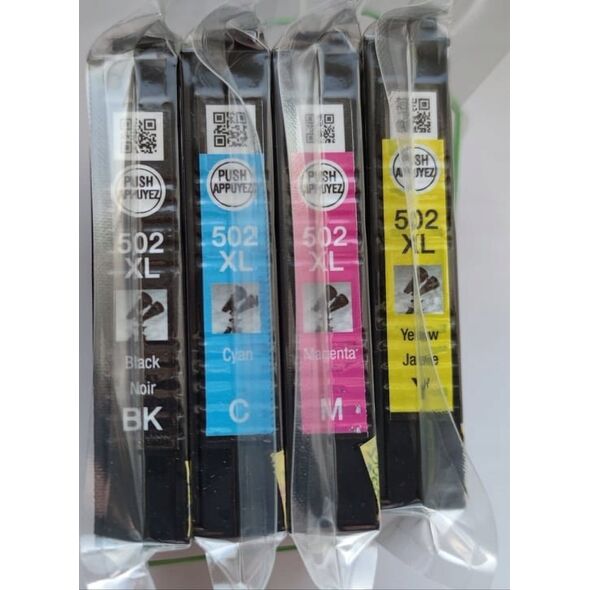 PUSH
APPUYEZ
502
XL
Black
Noir
BK
PUSH
APPUYEZ
502
XL
Cyan
C
PUSH
APPUYEZ
502
XL
Magenta
M
PUSH
APPUYEZ
502
XL
Yellow
Jaune
Y